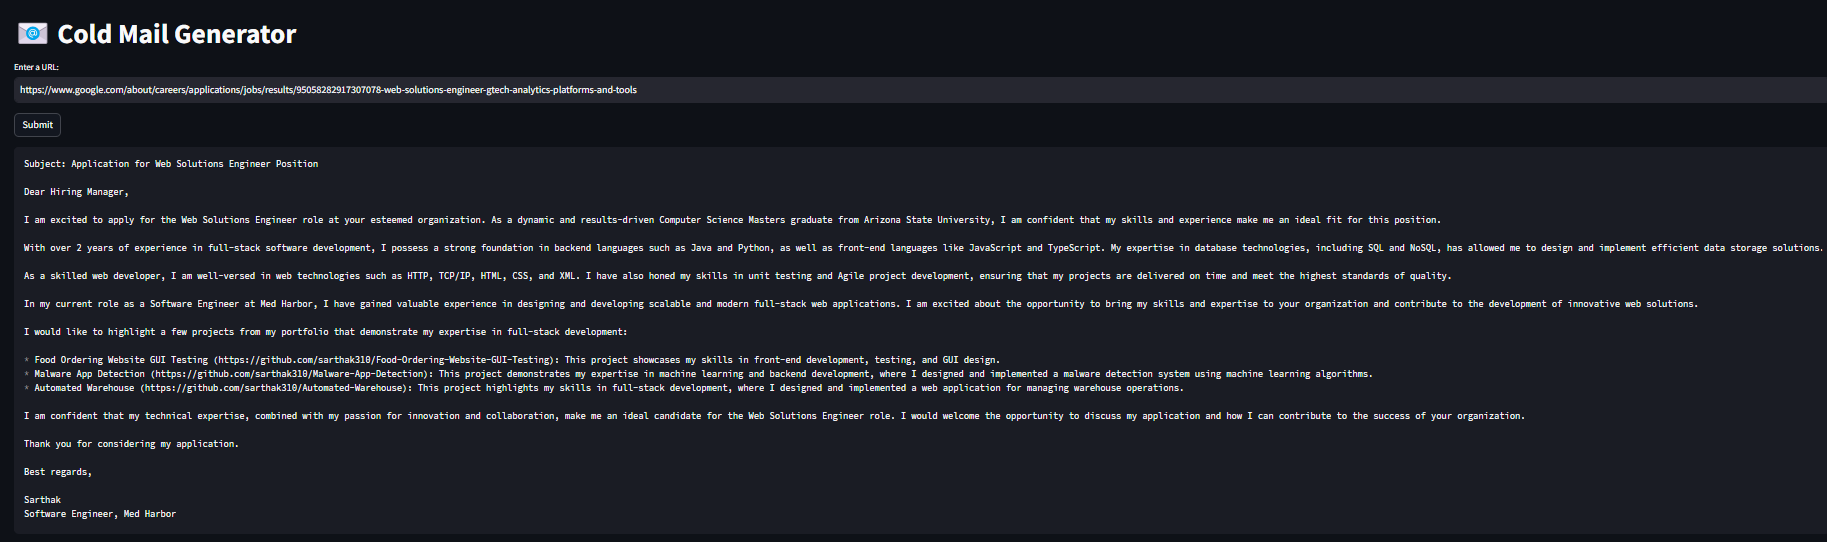 Cold Mail Generator
Enter a URL:
https://www.google.com/about/careers/applications/jobs/results/95058282917307078-web-solutions-engineer-gtech-analytics-platforms-and-tools
Submit
Subject: Application for Web Solutions Engineer Position
Dear Hiring Manager,
I am excited to apply for the Web Solutions Engineer role at your esteemed organization. As a dynamic and results-driven Computer Science Masters graduate from Arizona State University, I am confident that my skills and experience make me an ideal fit for this position.
With over 2 years of experience in full-stack software development, I possess a strong foundation in backend languages such as Java and Python, as well as front-end languages like JavaScript and TypeScript. My expertise in database technologies, including SQL and NoSQL, has allowed me to design and implement efficient data storage solutions.
As a skilled web developer, I am well-versed in web technologies such as HTTP, TCP/IP, HTML, CSS, and XML. I have also honed my skills in unit testing and Agile project development, ensuring that my projects are delivered on time and meet the highest standards of quality.
In my current role as a Software Engineer at Med Harbor, I have gained valuable experience in designing and developing scalable and modern full-stack web applications. I am excited about the opportunity to bring my skills and expertise to your organization and contribute to the development of innovative web solutions.
I would like to highlight a few projects from my portfolio that demonstrate my expertise in full-stack development:
* Food Ordering Website GUI Testing (https://github.com/sarthak310/Food-Ordering-Website-GUI-Testing): This project showcases my skills in front-end development, testing, and GUI design.
* Malware App Detection (https://github.com/sarthak310/Malware-App-Detection): This project demonstrates my expertise in machine learning and backend development, where I designed and implemented a malware detection system using machine learning algorithms.
* Automated Warehouse (https://github.com/sarthak310/Automated-Warehouse): This project highlights my skills in full-stack development, where I designed and implemented a web application for managing warehouse operations.
I am confident that my technical expertise, combined with my passion for innovation and collaboration, make me an ideal candidate for the Web Solutions Engineer role. I would welcome the opportunity to discuss my application and how I can contribute to the success of your organization.
Thank you for considering my application.
Best regards,
Sarthak
Software Engineer, Med Harbor